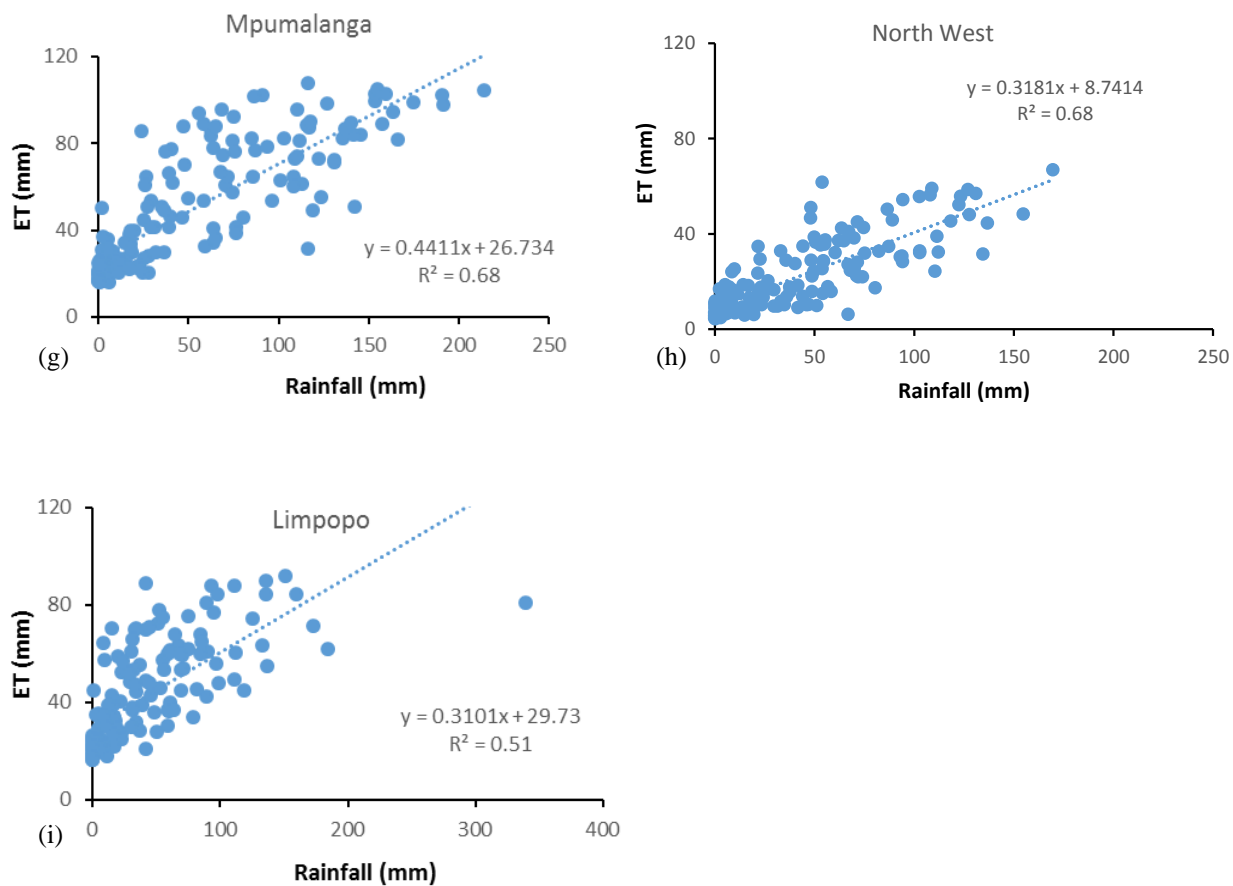 Mpumalanga
120
80
40
0
ET (mm)
y = 0.4411x + 26.734
R² = 0.68
0 50 100 150 200 250
(g)
Rainfall (mm)
North West
120
80
40
0
ET (mm)
y = 0.3181x + 8.7414
R² = 0.68
0 50 100 150 200 250
(h)
Rainfall (mm)
Limpopo
120
80
40
0
ET (mm)
y = 0.3101x + 29.73
R² = 0.51
0 100 200 300 400
(i)
Rainfall (mm)